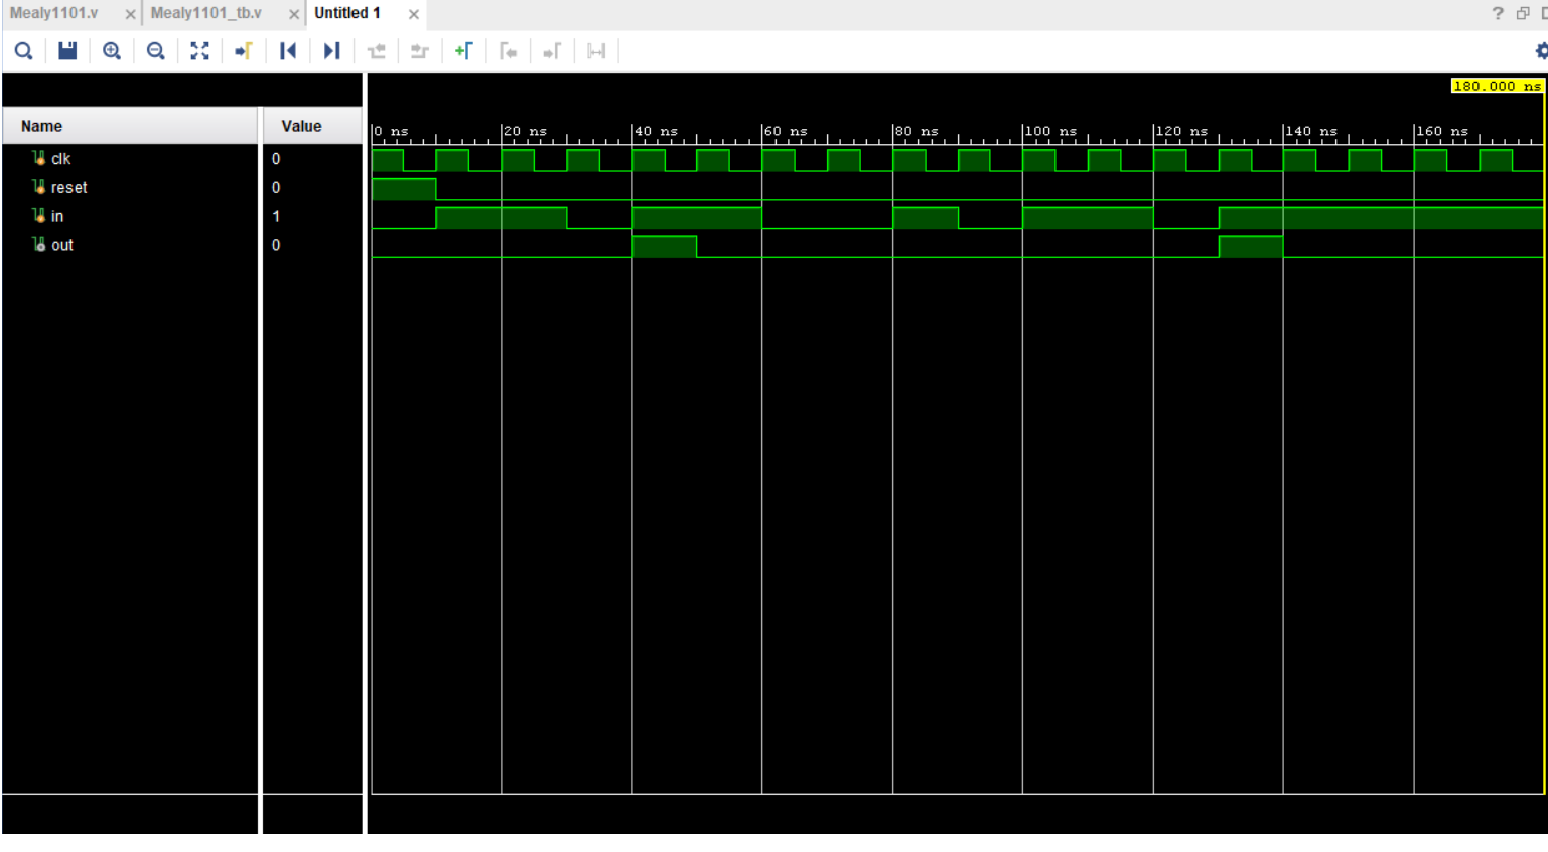 Mealy1101.v × Mealy1101_tb.v × Untitled 1 ×
?
180.000 ns
Name Value
0 ns 20 ns 40 ns 60 ns 80 ns 100 ns 120 ns 140 ns 160 ns
clk 0
reset 0
in 1
out 0